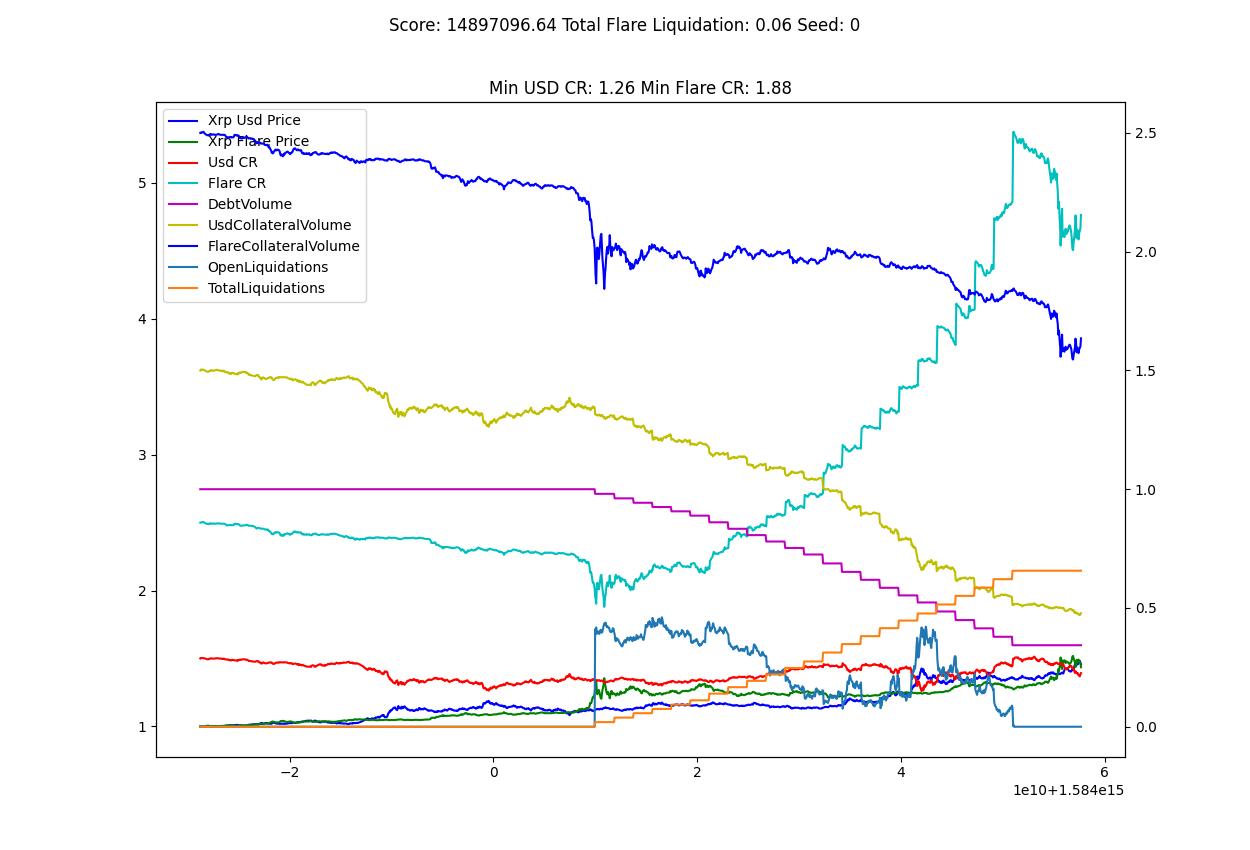 Score: 14897096.64 Total Flare Liquidation: 0.06 Seed: 0
Min USD CR: 1.26 Min Flare CR: 1.88
Xrp Usd Price
Xrp Flare Price
Usd CR
Flare CR
DebtVolume
UsdCollateralVolume
FlareCollateralVolume
OpenLiquidations
TotalLiquidations
5
4
3
2
1
2.5
2.0
1.5
1.0
0.5
0.0
−2
0
2
4
6
1e10+1.584e15